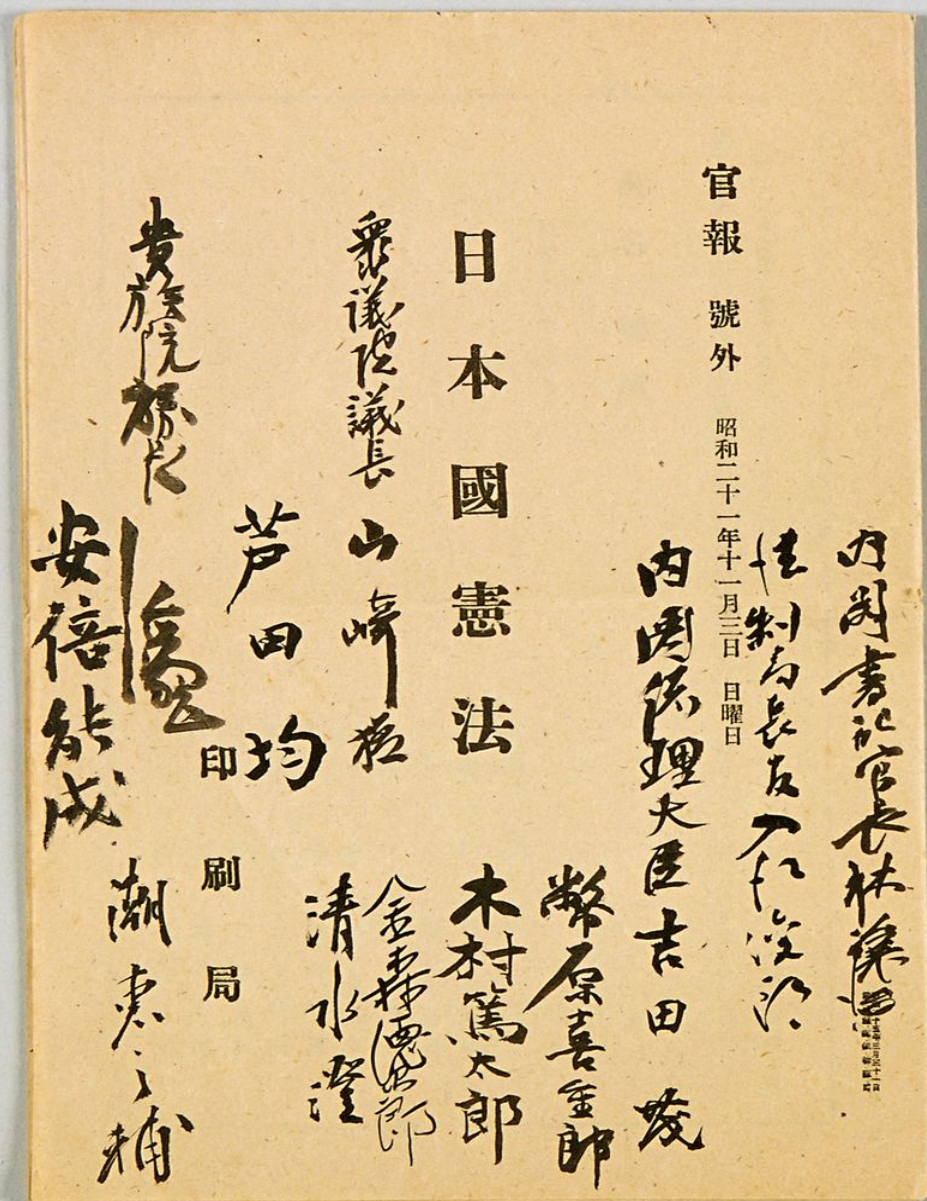 内閣書記官長林譲治
法制局長官入江俊郎
官報 號外 昭和二十一年十一月三日 日曜日
内閣総理大臣吉田茂
幣原喜重郎
日本國憲法
木村篤太郎
衆議院議長 山崎猛
金森徳次郎
清水澄
芦田均
印刷局
貴族院議長
安倍能成
潮恵之輔